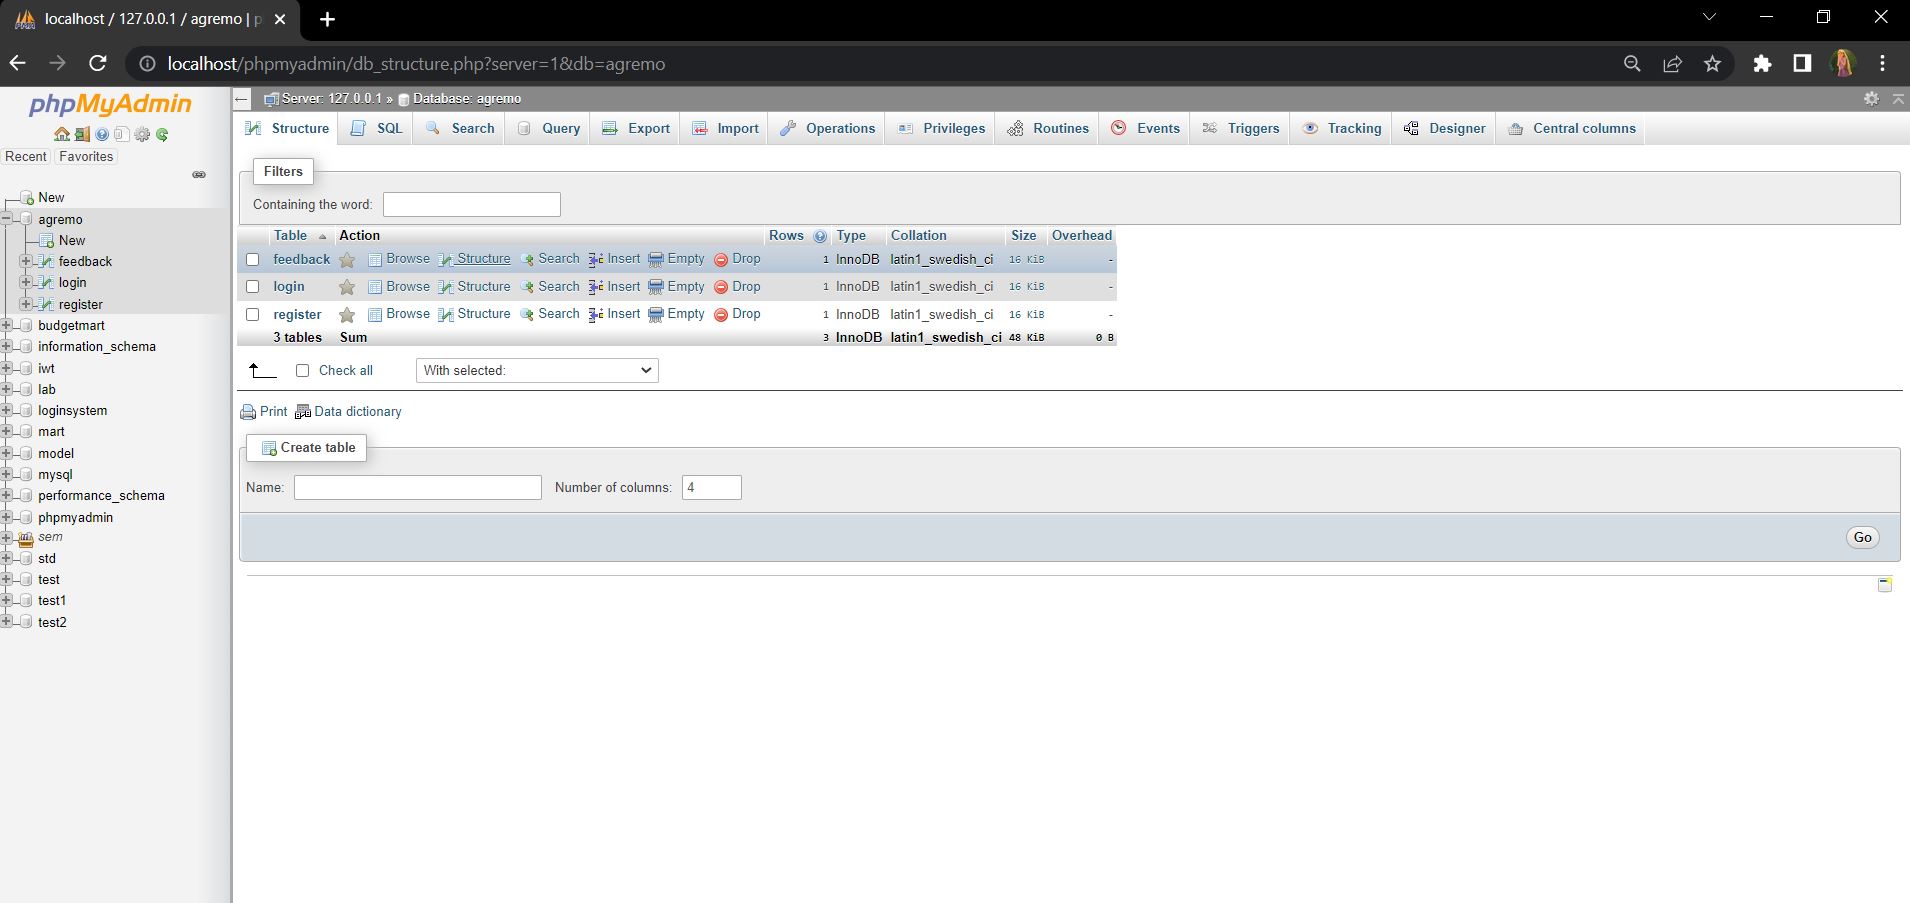 localhost / 127.0.0.1 / agremo | p
localhost/phpmyadmin/db_structure.php?server=1&db=agremo
phpMyAdmin
Recent Favorites
New
agremo
New
feedback
login
register
budgetmart
information_schema
iwt
lab
loginsystem
mart
model
mysql
performance_schema
phpmyadmin
sem
std
test
test1
test2
Server: 127.0.0.1 » Database: agremo
Structure SQL Search Query Export Import Operations Privileges Routines Events Triggers Tracking Designer Central columns
Filters
Containing the word:
Table Action Rows Type Collation Size Overhead
feedback Browse Structure Search Insert Empty Drop 1 InnoDB latin1_swedish_ci 16 KiB -
login Browse Structure Search Insert Empty Drop 1 InnoDB latin1_swedish_ci 16 KiB -
register Browse Structure Search Insert Empty Drop 1 InnoDB latin1_swedish_ci 16 KiB -
3 tables Sum 3 InnoDB latin1_swedish_ci 48 KiB 0 B
Check all With selected:
Print Data dictionary
Create table
Name: Number of columns: 4
Go